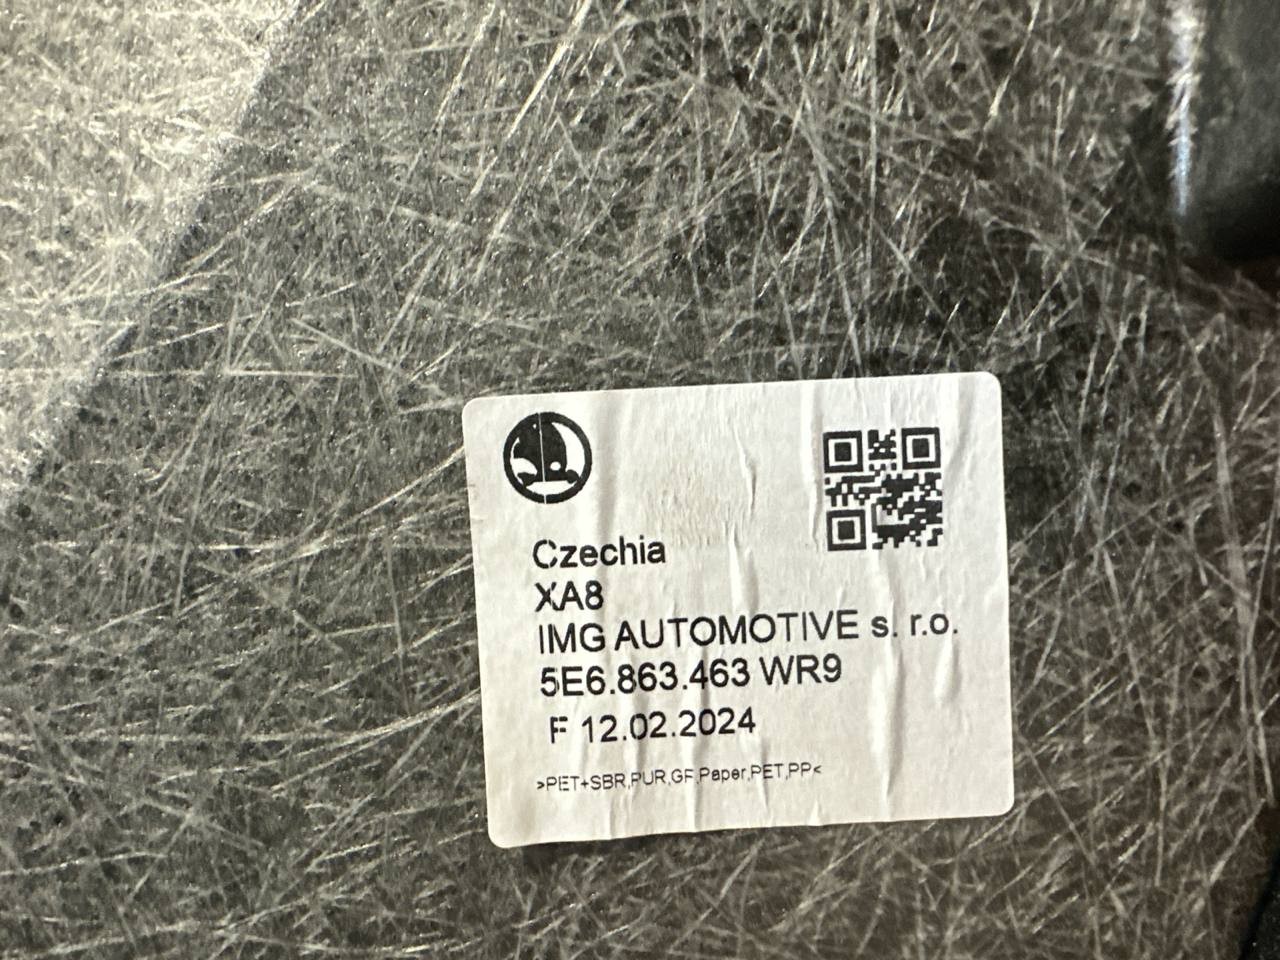 Czechia
XA8
IMG AUTOMOTIVE s. r.o.
5E6.863.463 WR9
F 12.02.2024
>PET+SBR,PUR,GF,Paper,PET,PP<